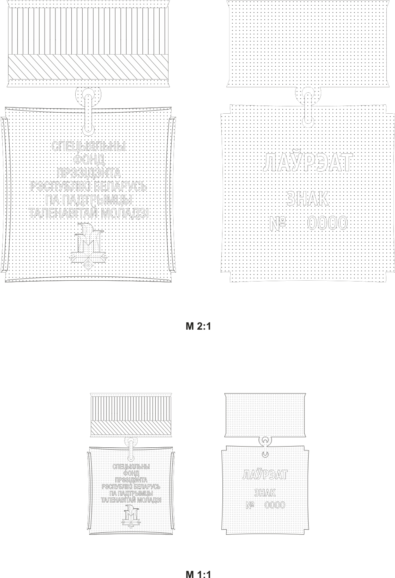 СПЕЦЫЯЛЬНЫ
ФОНД
ПРЭЗІДЭНТА
РЭСПУБЛІКІ БЕЛАРУСЬ
ПА ПАДТРЫМЦЫ
ТАЛЕНАВІТАЙ МОЛАДЗІ
М
ЛАЎРЭАТ
ЗНАК
№ 0000
М 2:1
СПЕЦЫЯЛЬНЫ
ФОНД
ПРЭЗІДЭНТА
РЭСПУБЛІКІ БЕЛАРУСЬ
ПА ПАДТРЫМЦЫ
ТАЛЕНАВІТАЙ МОЛАДЗІ
М
ЛАЎРЭАТ
ЗНАК
№ 0000
М 1:1